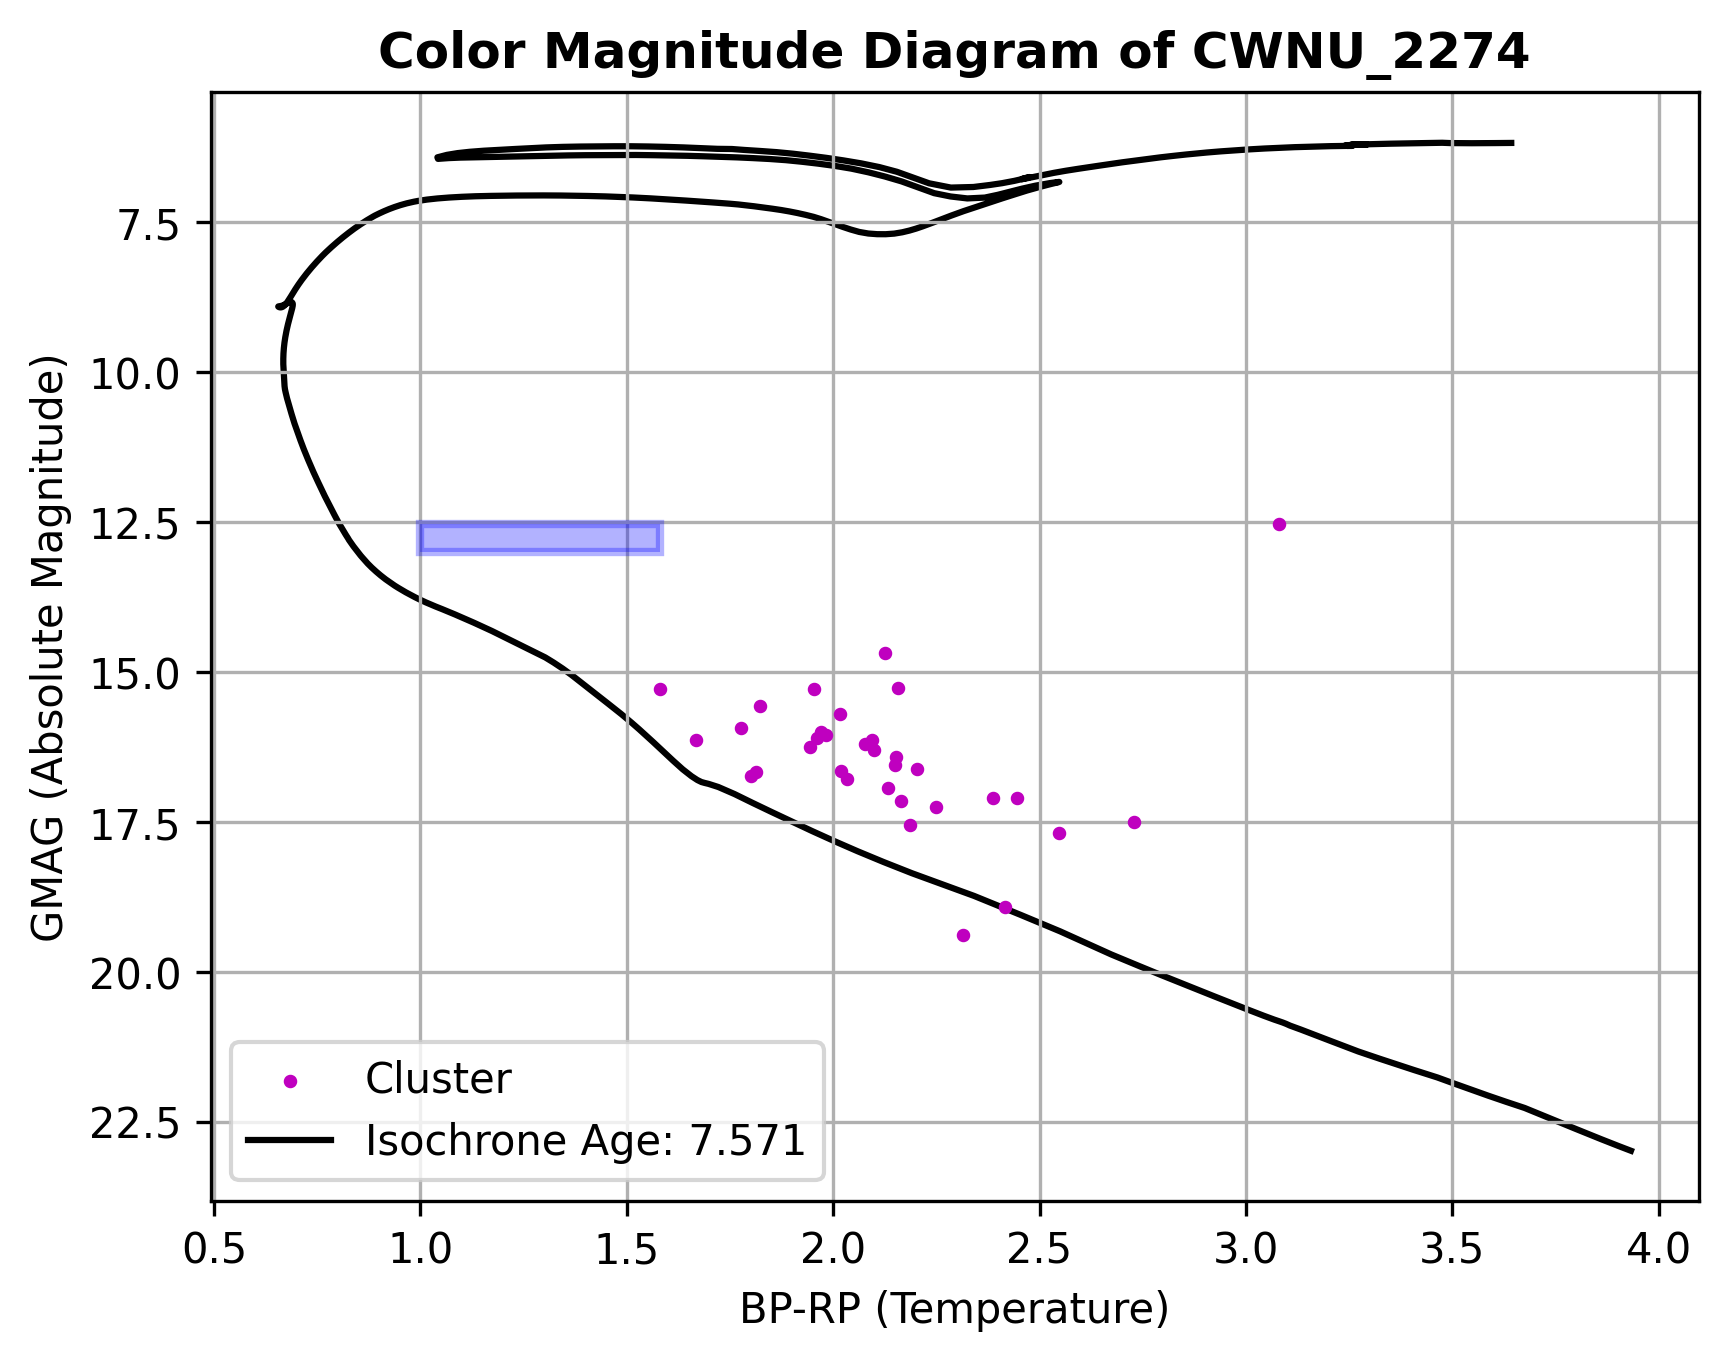 Color Magnitude Diagram of CWNU_2274
GMAG (Absolute Magnitude)
7.5
10.0
12.5
15.0
17.5
20.0
22.5
Cluster
Isochrone Age: 7.571
0.5 1.0 1.5 2.0 2.5 3.0 3.5 4.0
BP-RP (Temperature)